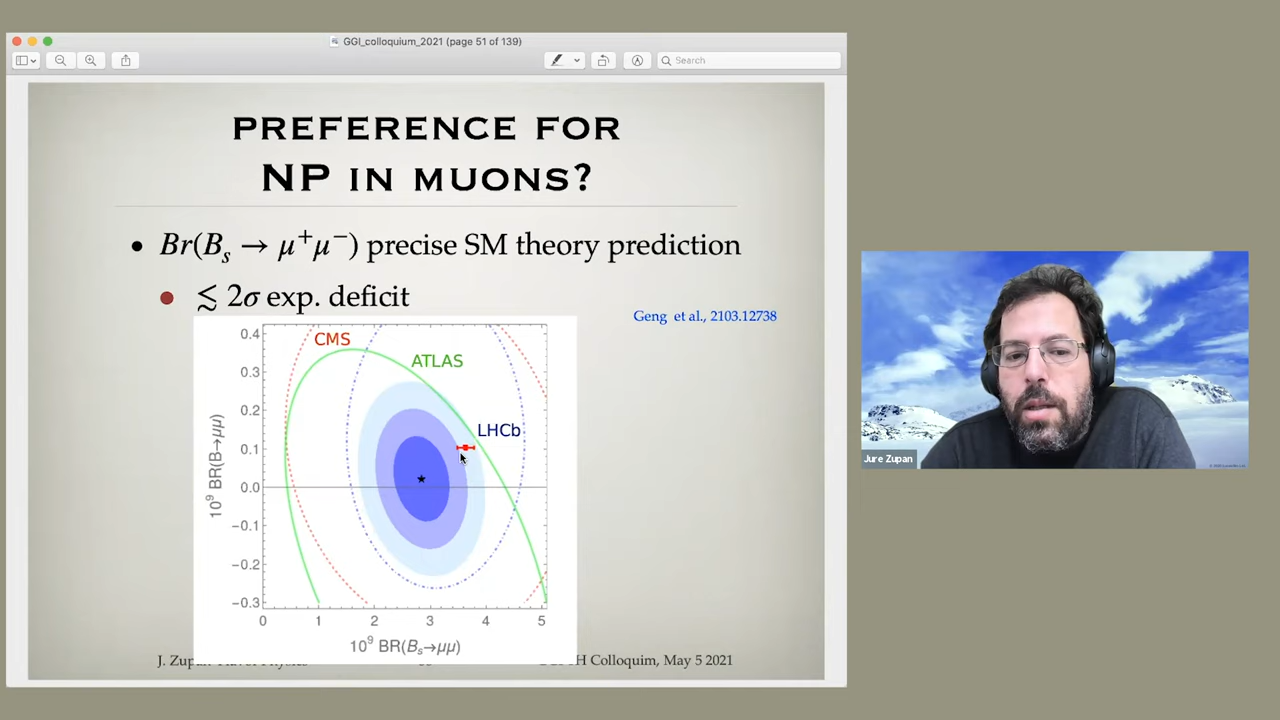 GGI_colloquium_2021 (page 51 of 139)
Search
PREFERENCE FOR
NP IN MUONS?
• Br(Bₛ → μ⁺μ⁻) precise SM theory prediction
• ≲ 2σ exp. deficit
Geng et al., 2103.12738
CMS
ATLAS
LHCb
0.4
0.3
0.2
0.1
0.0
−0.1
−0.2
−0.3
10⁹ BR(B→μμ)
0 1 2 3 4 5
10⁹ BR(Bₛ→μμ)
J. Zupan
H Colloquim, May 5 2021
Jure Zupan